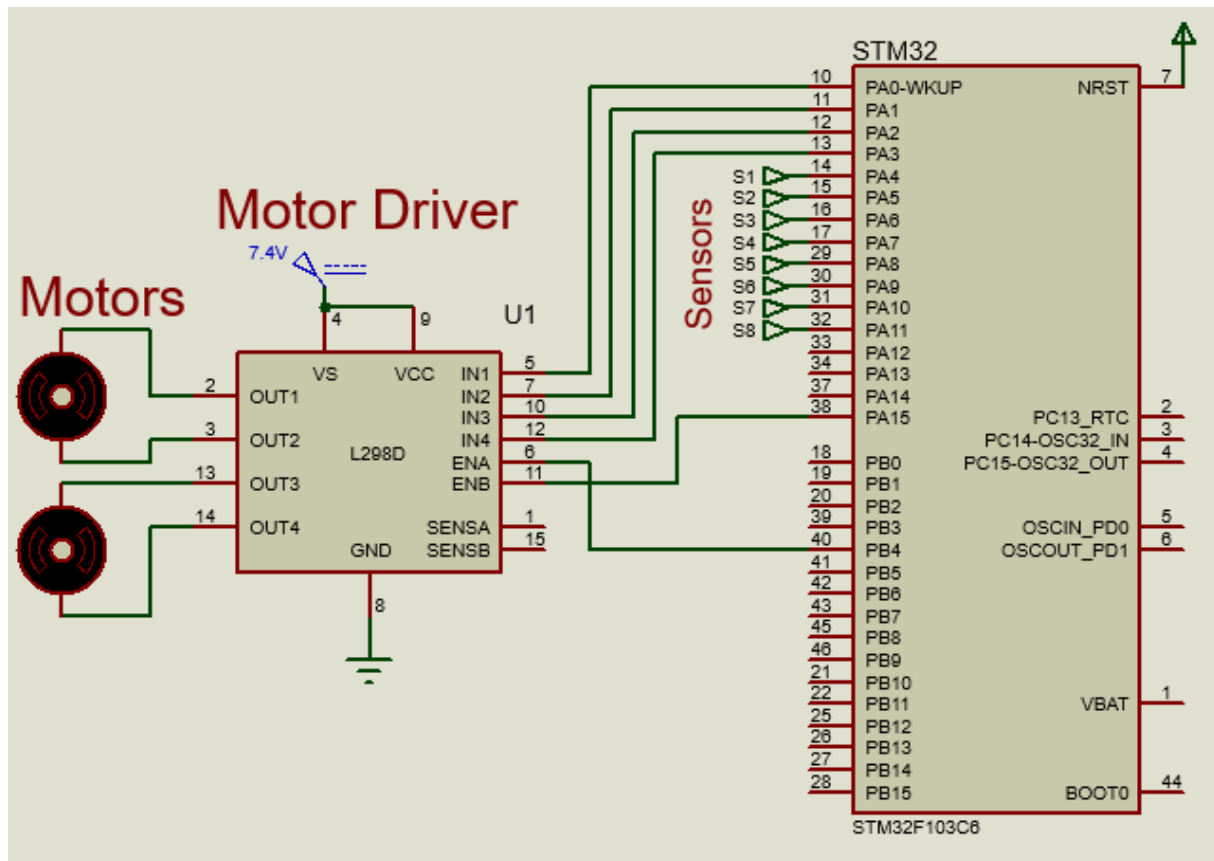 STM32
10 PA0-WKUP NRST 7
11 PA1
12 PA2
13 PA3
S1 14 PA4
S2 15 PA5
S3 16 PA6
S4 17 PA7
S5 29 PA8
S6 30 PA9
S7 31 PA10
S8 32 PA11
Sensors
33 PA12
34 PA13
37 PA14
38 PA15 PC13_RTC 2
PC14-OSC32_IN 3
18 PB0 PC15-OSC32_OUT 4
19 PB1
20 PB2
39 PB3 OSCIN_PD0 5
40 PB4 OSCOUT_PD1 6
41 PB5
42 PB6
43 PB7
45 PB8
46 PB9
21 PB10
22 PB11 VBAT 1
25 PB12
26 PB13
27 PB14
28 PB15 BOOT0 44
STM32F103C6
Motor Driver
7.4V
Motors
U1
4 9
VS VCC IN1 5
2 OUT1 IN2 7
IN3 10
3 OUT2 IN4 12
L298D ENA 6
13 OUT3 ENB 11
14 OUT4 SENSA 1
GND SENSB 15
8